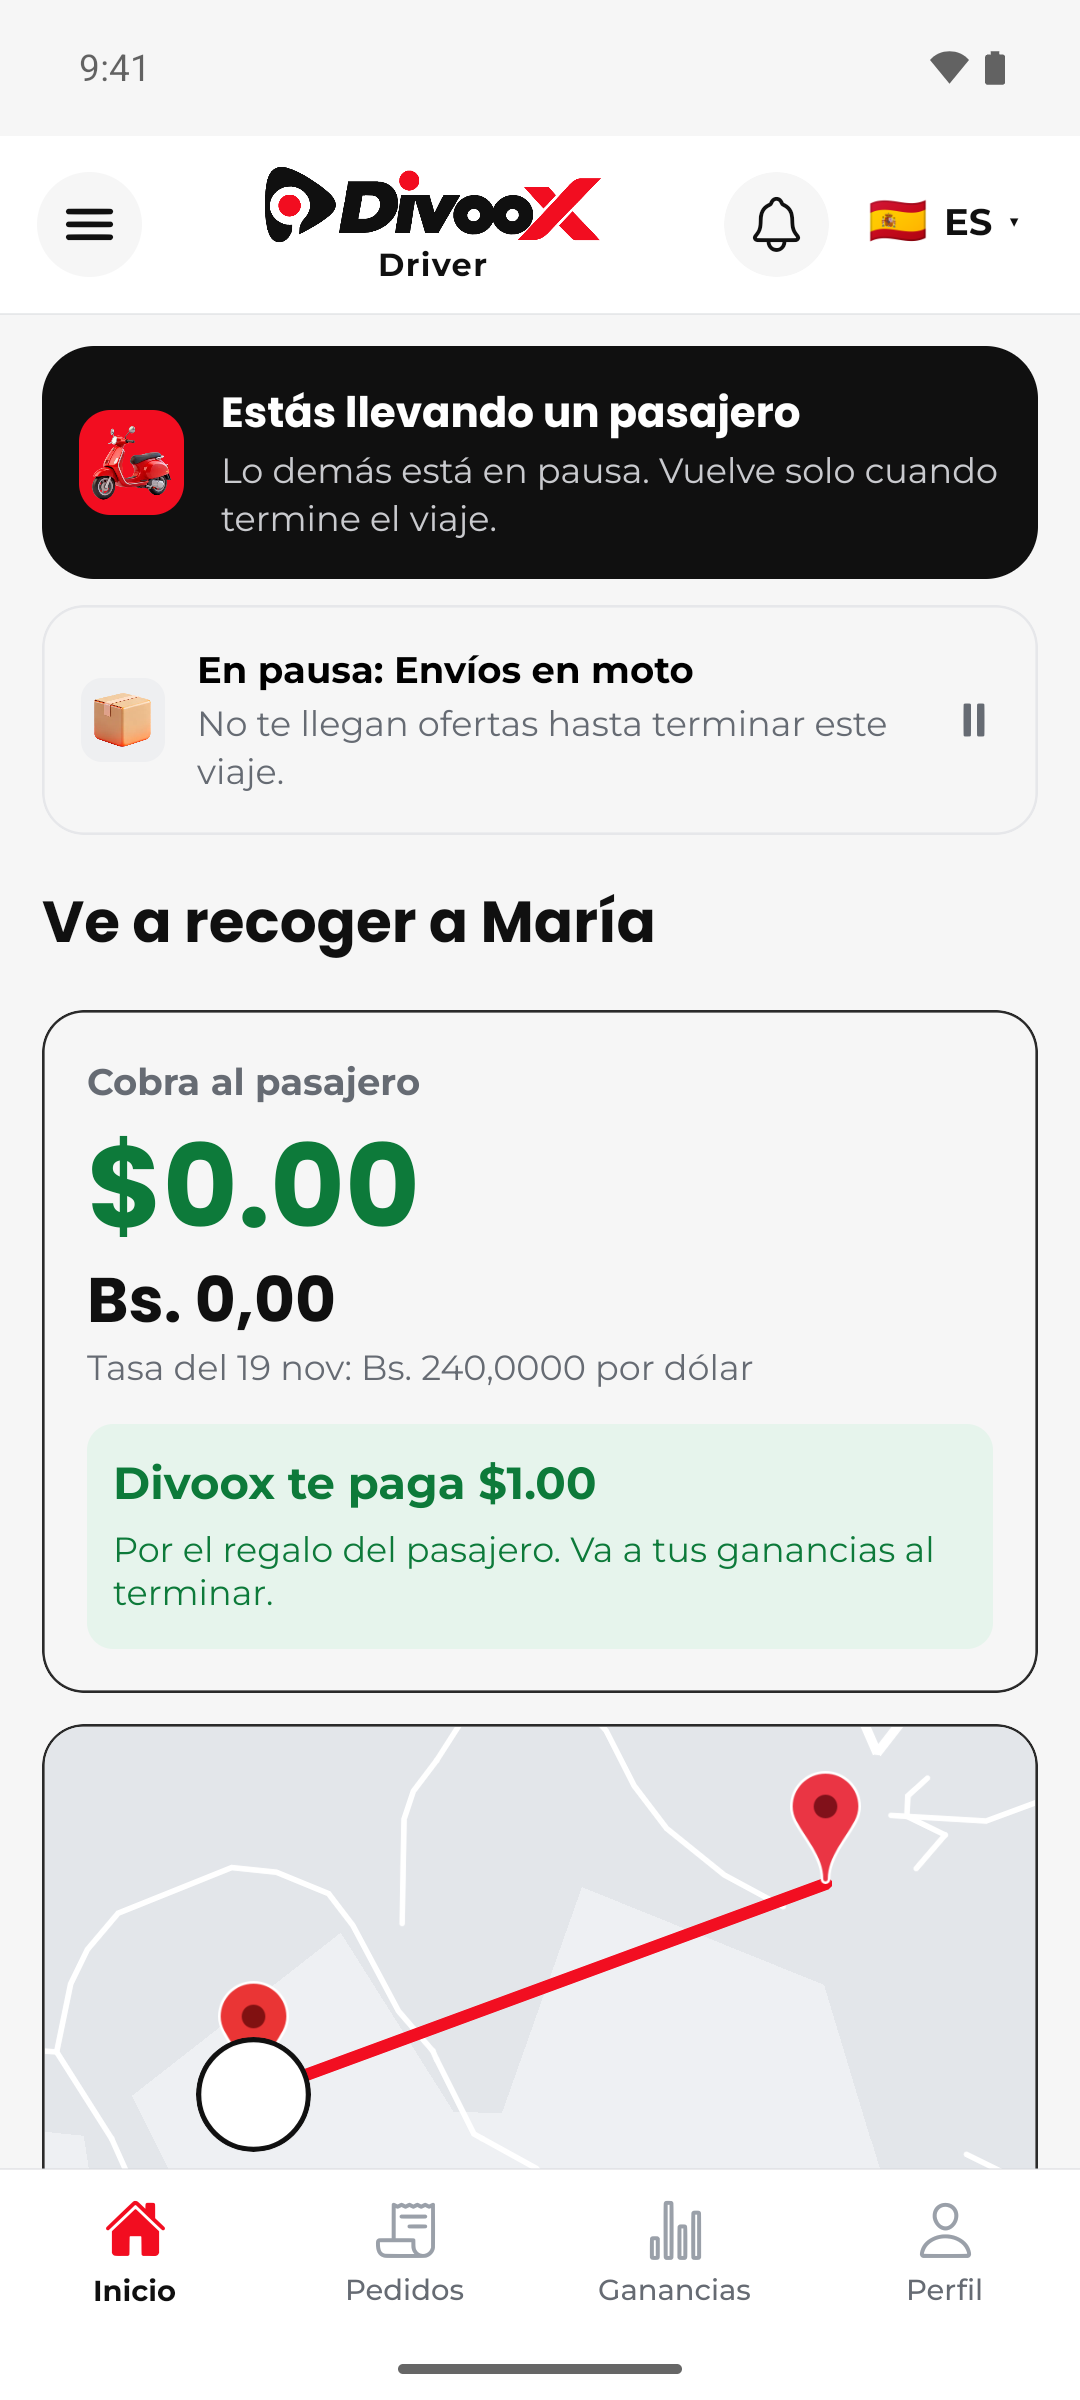 9:41
DivooX
Driver
🇪🇸 ES ▾
Estás llevando un pasajero
Lo demás está en pausa. Vuelve solo cuando
termine el viaje.
En pausa: Envíos en moto
No te llegan ofertas hasta terminar este
viaje.
Ve a recoger a María
Cobra al pasajero
$0.00
Bs. 0,00
Tasa del 19 nov: Bs. 240,0000 por dólar
Divoox te paga $1.00
Por el regalo del pasajero. Va a tus ganancias al
terminar.
Inicio
Pedidos
Ganancias
Perfil